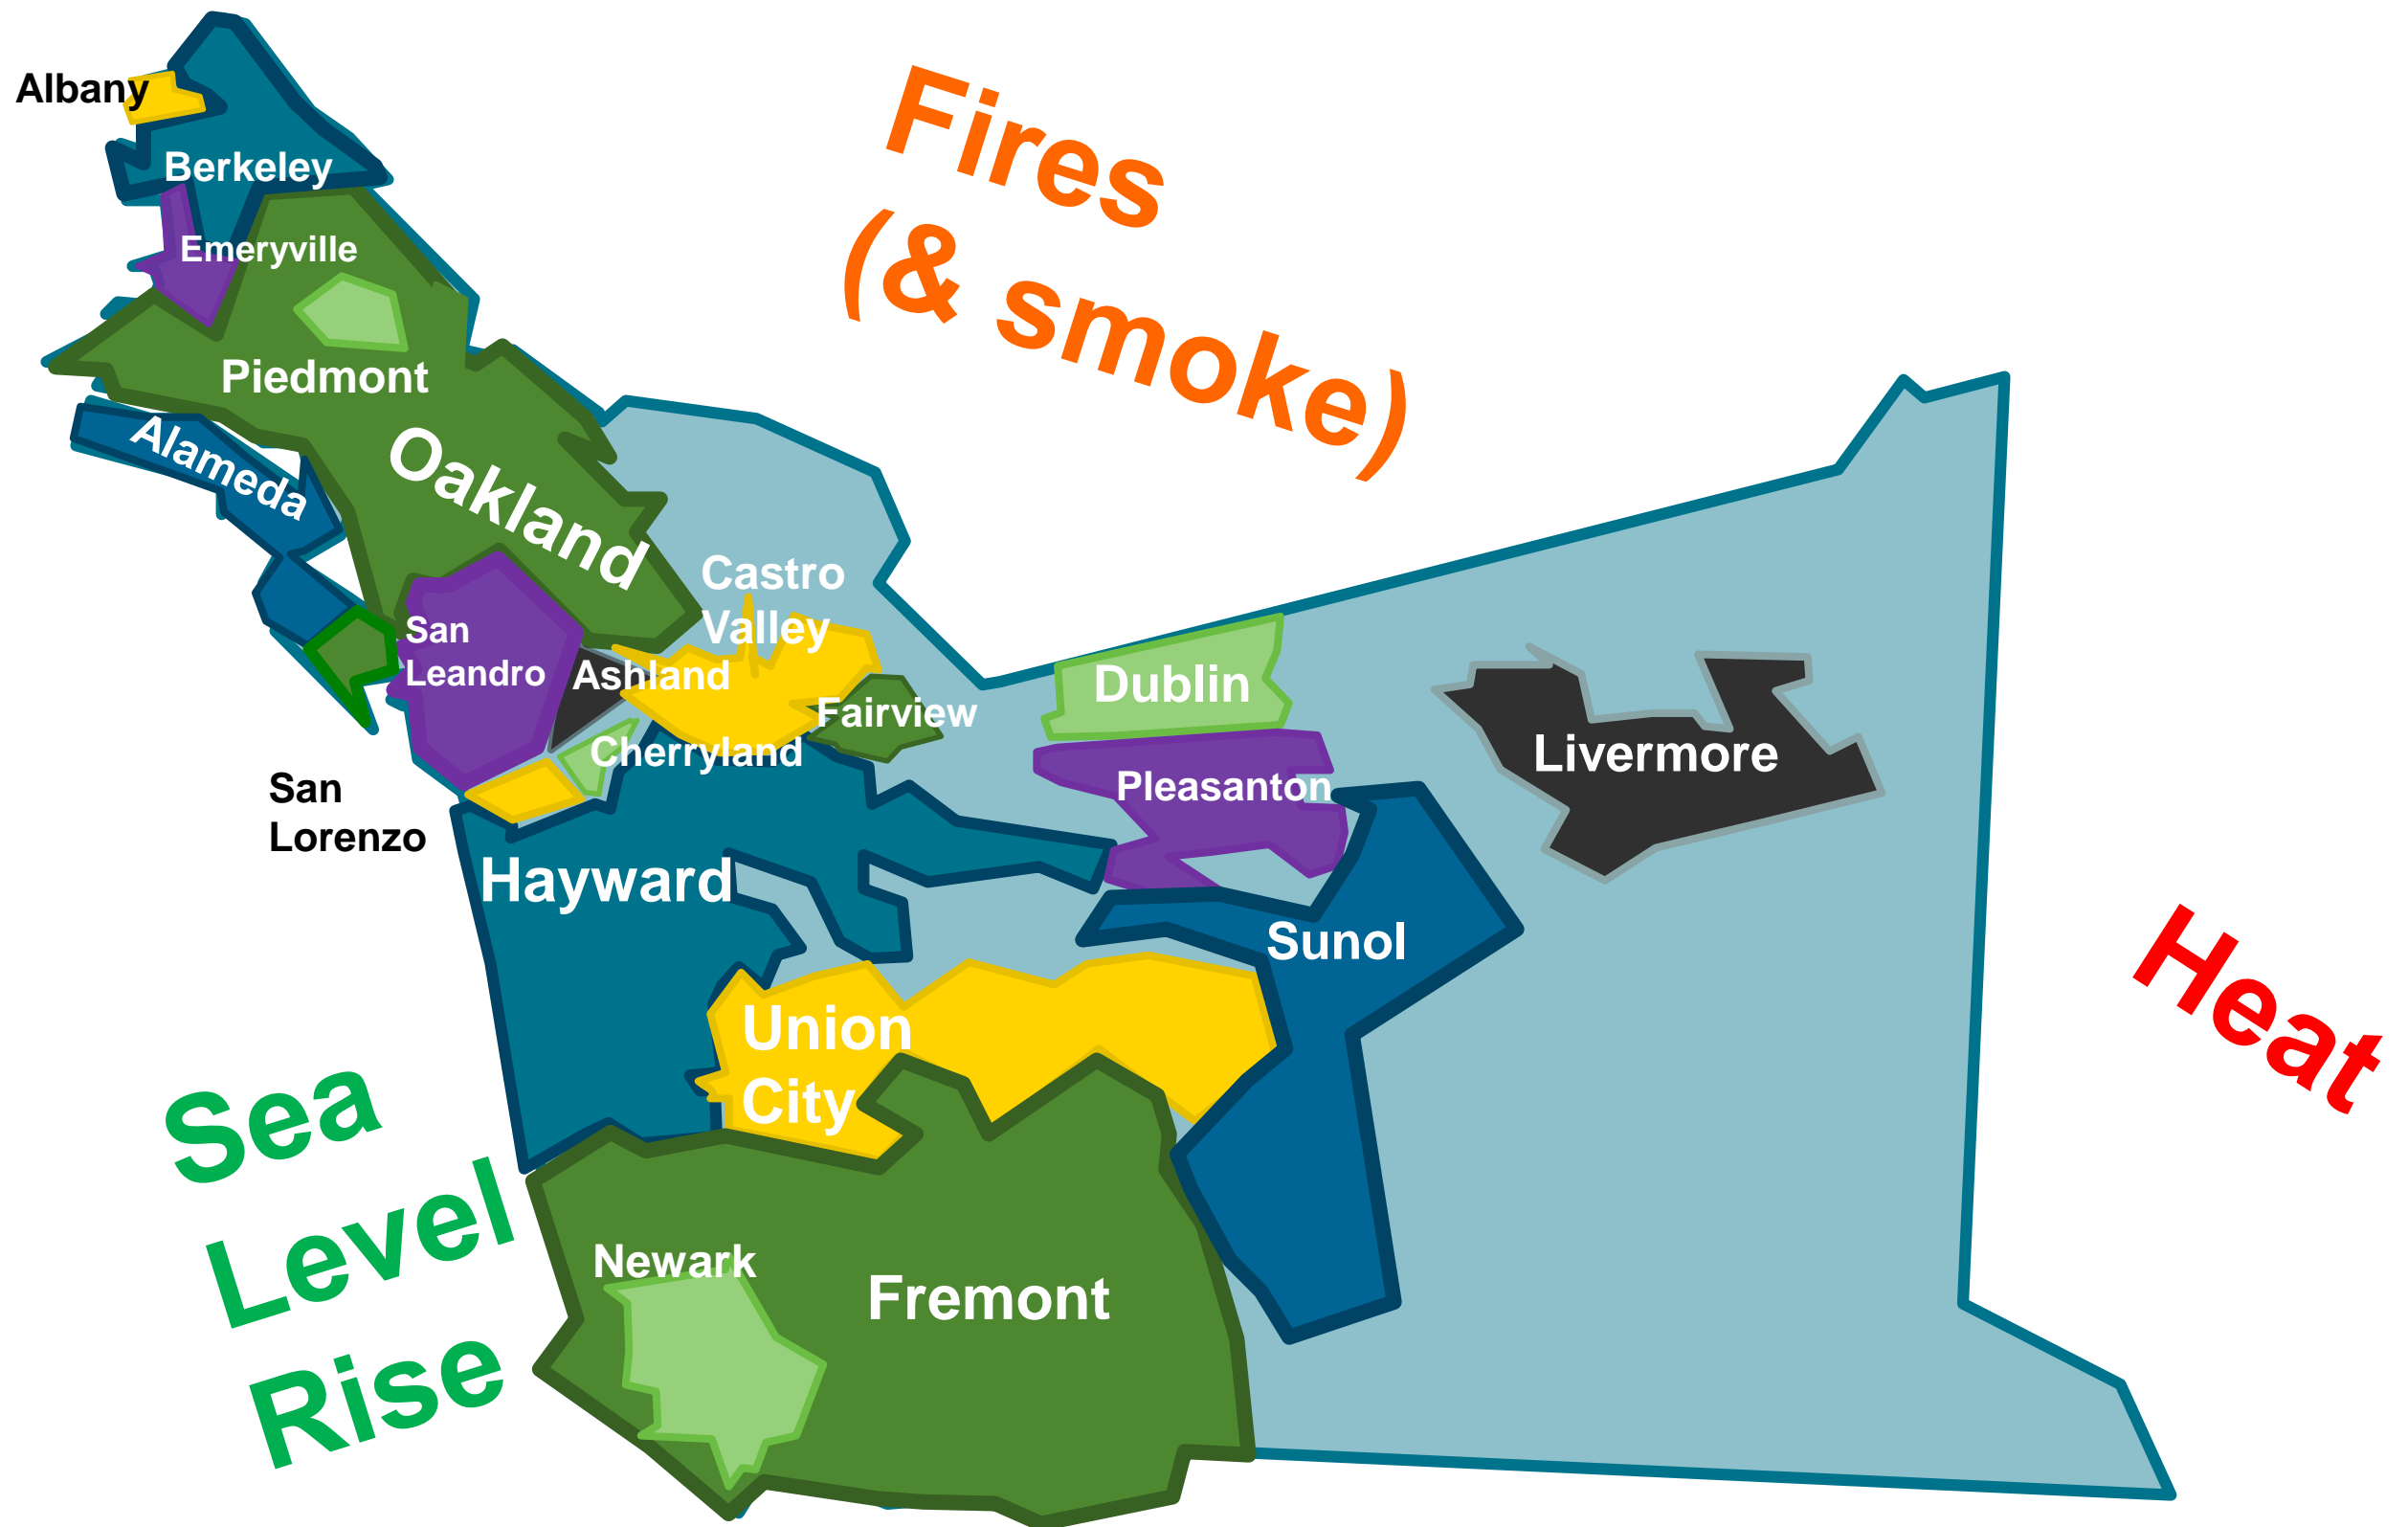 Albany
Berkeley
Emeryville
Piedmont
Alameda
Oakland
Fires
(& smoke)
Castro
Valley
San
Leandro
Ashland
Fairview
Cherryland
San
Lorenzo
Dublin
Pleasanton
Livermore
Hayward
Sunol
Union
City
Newark
Fremont
Sea
Level
Rise
Heat